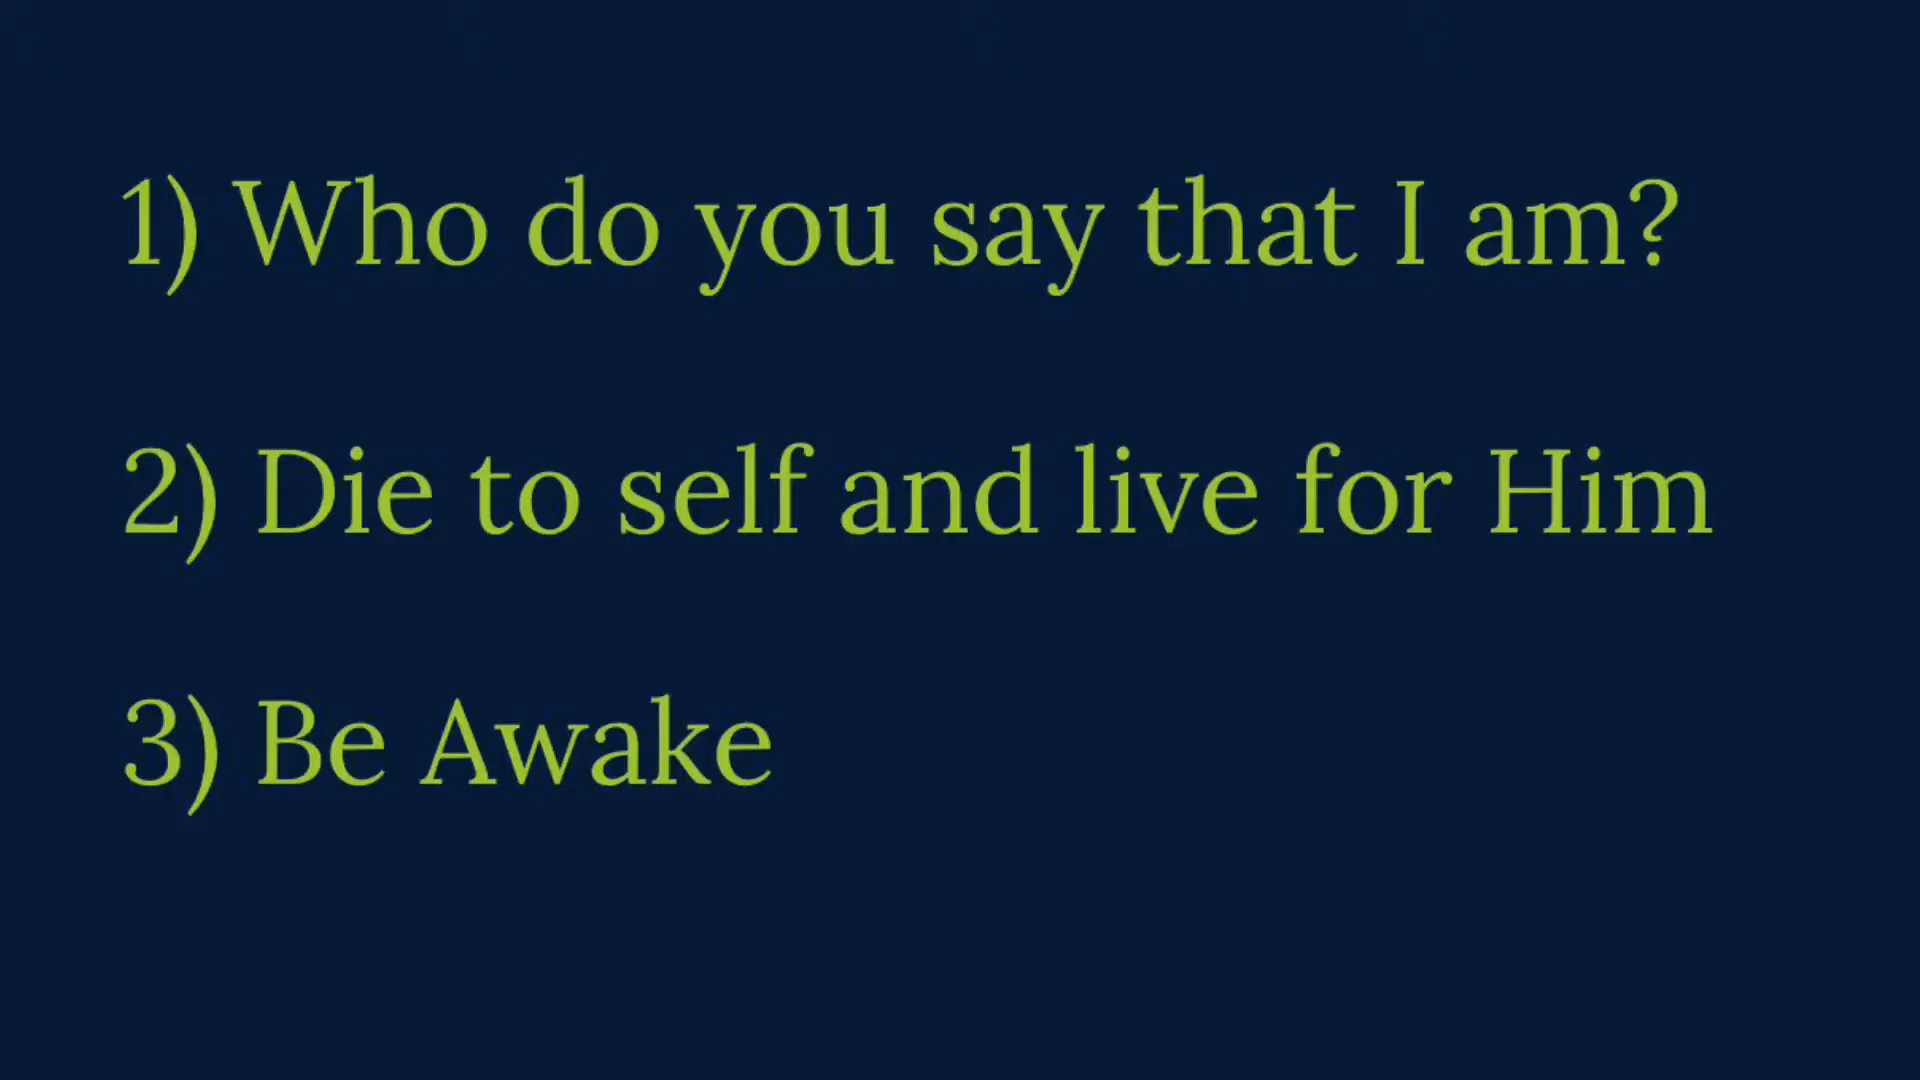 1) Who do you say that I am?
2) Die to self and live for Him
3) Be Awake